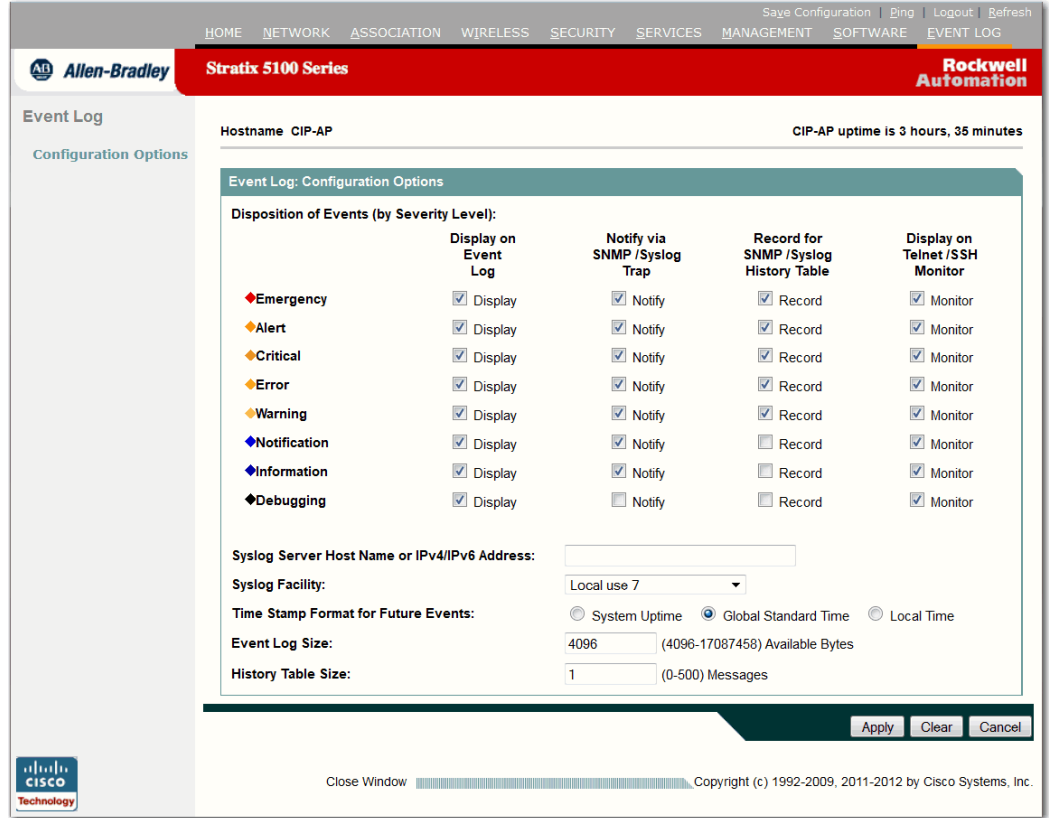 Save Configuration | Ping | Logout | Refresh
HOME NETWORK ASSOCIATION WIRELESS SECURITY SERVICES MANAGEMENT SOFTWARE EVENT LOG
AB Allen-Bradley
Stratix 5100 Series
Rockwell
Automation
Event Log
Configuration Options
Hostname CIP-AP
CIP-AP uptime is 3 hours, 35 minutes
Event Log: Configuration Options
Disposition of Events (by Severity Level):
Display on Event Log
Notify via SNMP /Syslog Trap
Record for SNMP /Syslog History Table
Display on Telnet /SSH Monitor
Emergency Display Notify Record Monitor
Alert Display Notify Record Monitor
Critical Display Notify Record Monitor
Error Display Notify Record Monitor
Warning Display Notify Record Monitor
Notification Display Notify Record Monitor
Information Display Notify Record Monitor
Debugging Display Notify Record Monitor
Syslog Server Host Name or IPv4/IPv6 Address:
Syslog Facility: Local use 7
Time Stamp Format for Future Events: System Uptime Global Standard Time Local Time
Event Log Size: 4096 (4096-17087458) Available Bytes
History Table Size: 1 (0-500) Messages
Apply Clear Cancel
CISCO
Technology
Close Window
Copyright (c) 1992-2009, 2011-2012 by Cisco Systems, Inc.